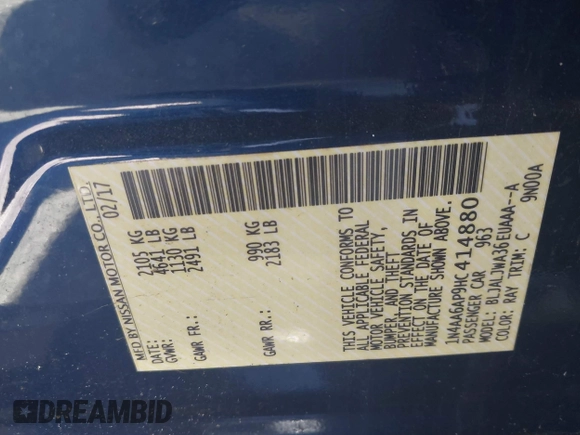 MFD BY NISSAN MOTOR CO., LTD.
DATE: 02/17
GVWR: 2105 KG
4641 LB
GAWR FR.: 1130 KG
2491 LB
GAWR RR.: 990 KG
2183 LB
THIS VEHICLE CONFORMS TO
ALL APPLICABLE FEDERAL
MOTOR VEHICLE SAFETY,
BUMPER, AND THEFT
PREVENTION STANDARDS IN
EFFECT ON THE DATE OF
MANUFACTURE SHOWN ABOVE.
1N4AA6AP9HC414880
PASSENGER CAR 963
MODEL: BLJALJWA36EUAAA--A
COLOR: RAY TRIM: C 9N00A
DREAMBID